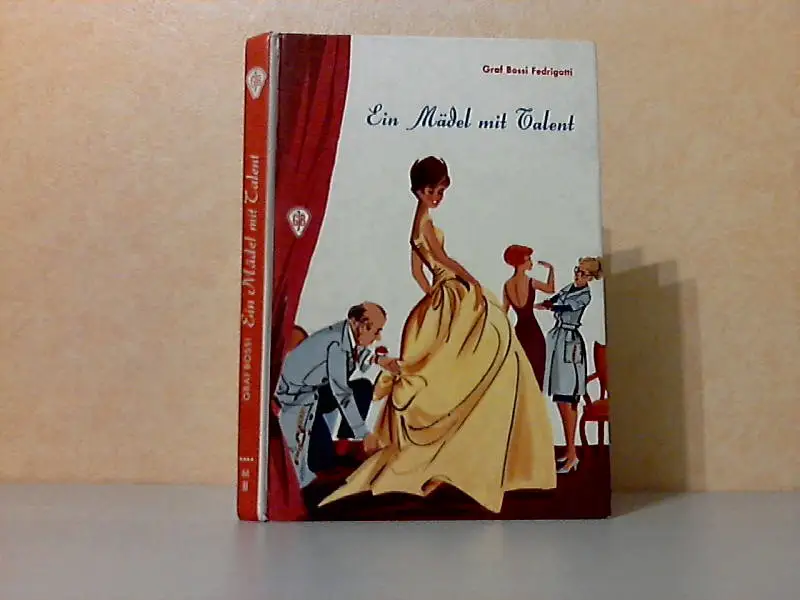 Graf Bossi Fedrigotti
Ein Mädel mit Talent
GRAF BOSSI Ein Mädel mit Talent